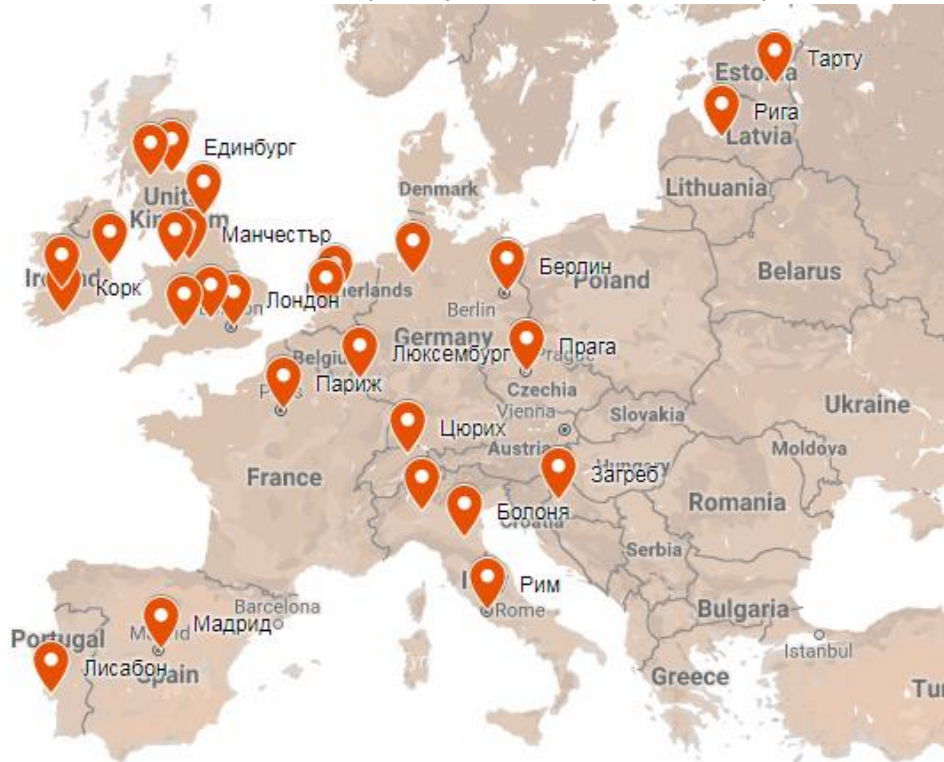 Тарту
Estonia
Рига
Latvia
Единбург
Denmark
Lithuania
United
Kingdom
Манчестър
Берлин
Belarus
Ireland
Корк
Лондон
Netherlands
Poland
Berlin
Germany
Прага
Люксембург
Prague
Belgium
Париж
Czechia
Цюрих
Vienna
Slovakia
Ukraine
Austria
Moldova
France
Загреб
Hungary
Romania
Болоня
Croatia
Serbia
Рим
Rome
Barcelona
Bulgaria
Мадрид
Portugal
Madrid
Istanbul
Лисабон
Spain
Greece
Tur